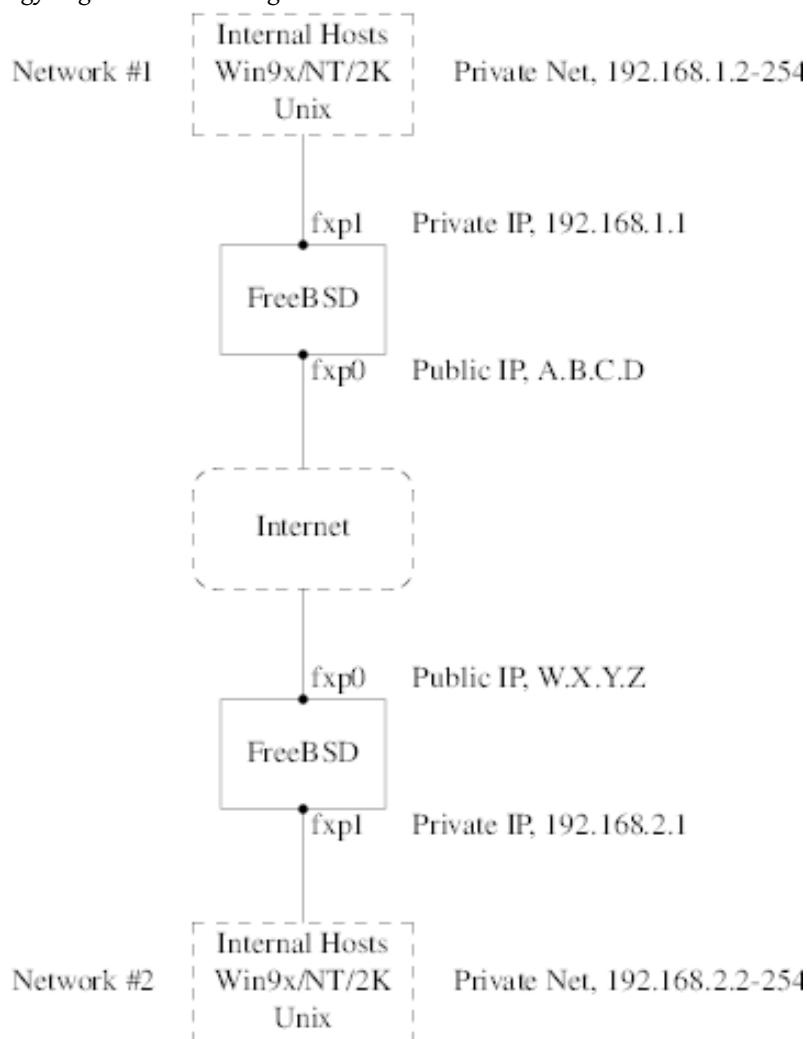 Internal Hosts
Network #1 Win9x/NT/2K Private Net, 192.168.1.2-254
Unix
fxp1 Private IP, 192.168.1.1
FreeBSD
fxp0 Public IP, A.B.C.D
Internet
fxp0 Public IP, W.X.Y.Z
FreeBSD
fxp1 Private IP, 192.168.2.1
Internal Hosts
Network #2 Win9x/NT/2K Private Net, 192.168.2.2-254
Unix